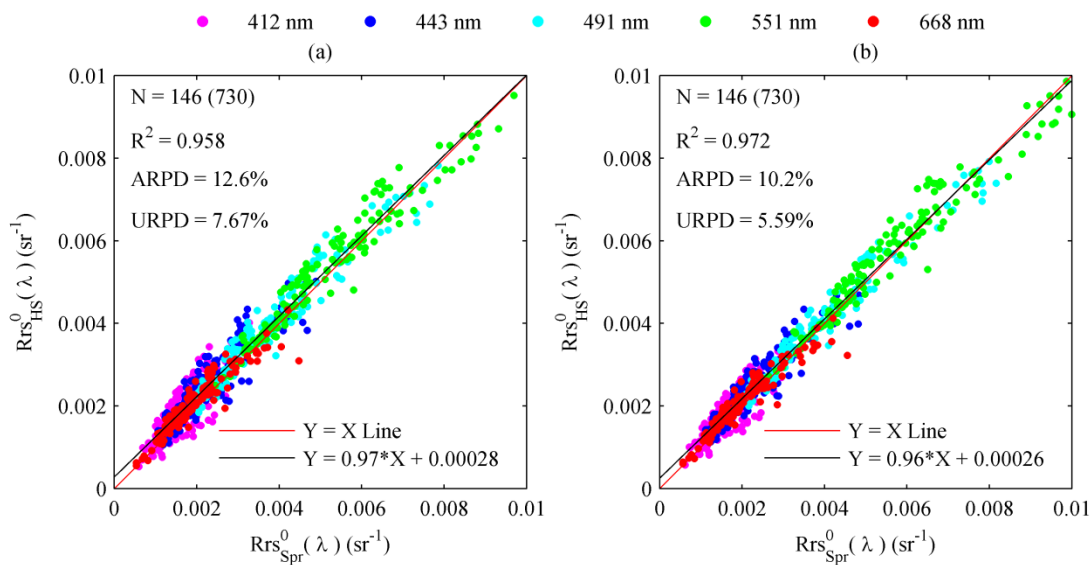 412 nm 443 nm 491 nm 551 nm 668 nm
(a)
0.01
0.008
0.006
0.004
0.002
0
Rrs⁰HS(λ) (sr⁻¹)
N = 146 (730)
R² = 0.958
ARPD = 12.6%
URPD = 7.67%
Y = X Line
Y = 0.97*X + 0.00028
0 0.002 0.004 0.006 0.008 0.01
Rrs⁰Spr(λ) (sr⁻¹)
(b)
0.01
0.008
0.006
0.004
0.002
0
Rrs⁰HS(λ) (sr⁻¹)
N = 146 (730)
R² = 0.972
ARPD = 10.2%
URPD = 5.59%
Y = X Line
Y = 0.96*X + 0.00026
0 0.002 0.004 0.006 0.008 0.01
Rrs⁰Spr(λ) (sr⁻¹)